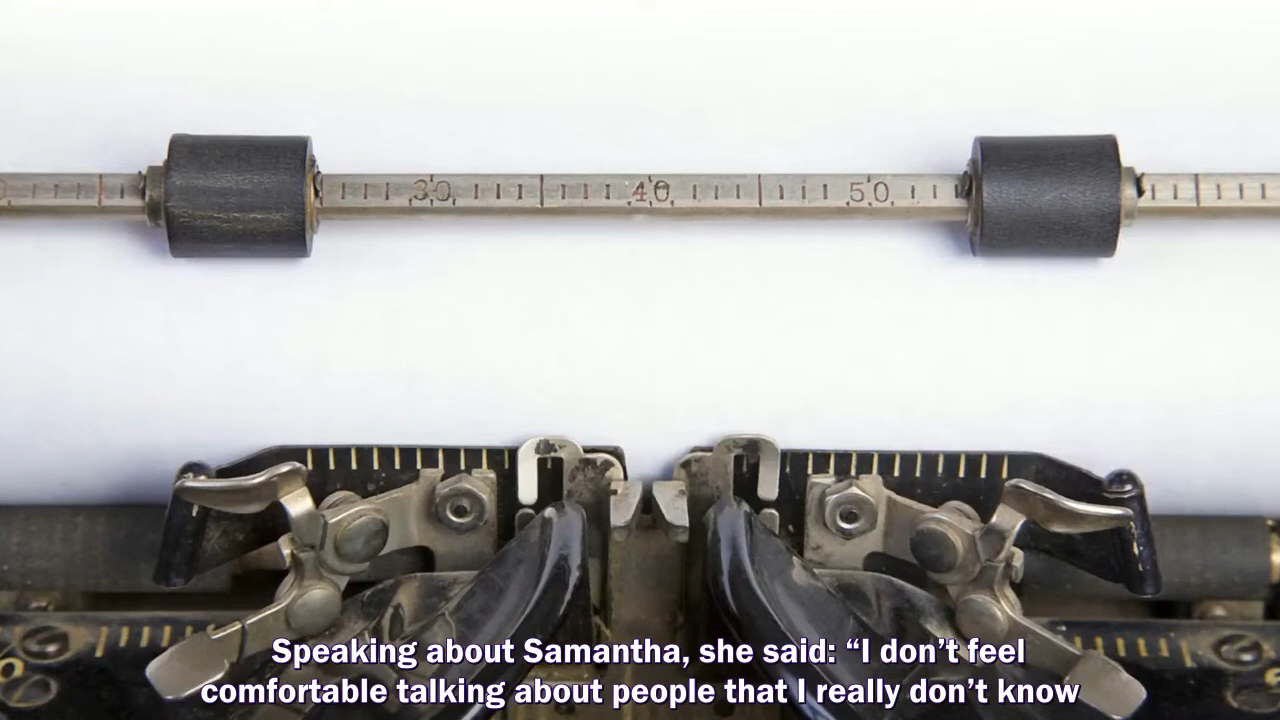 30 40 50
Speaking about Samantha, she said: “I don’t feel
comfortable talking about people that I really don’t know